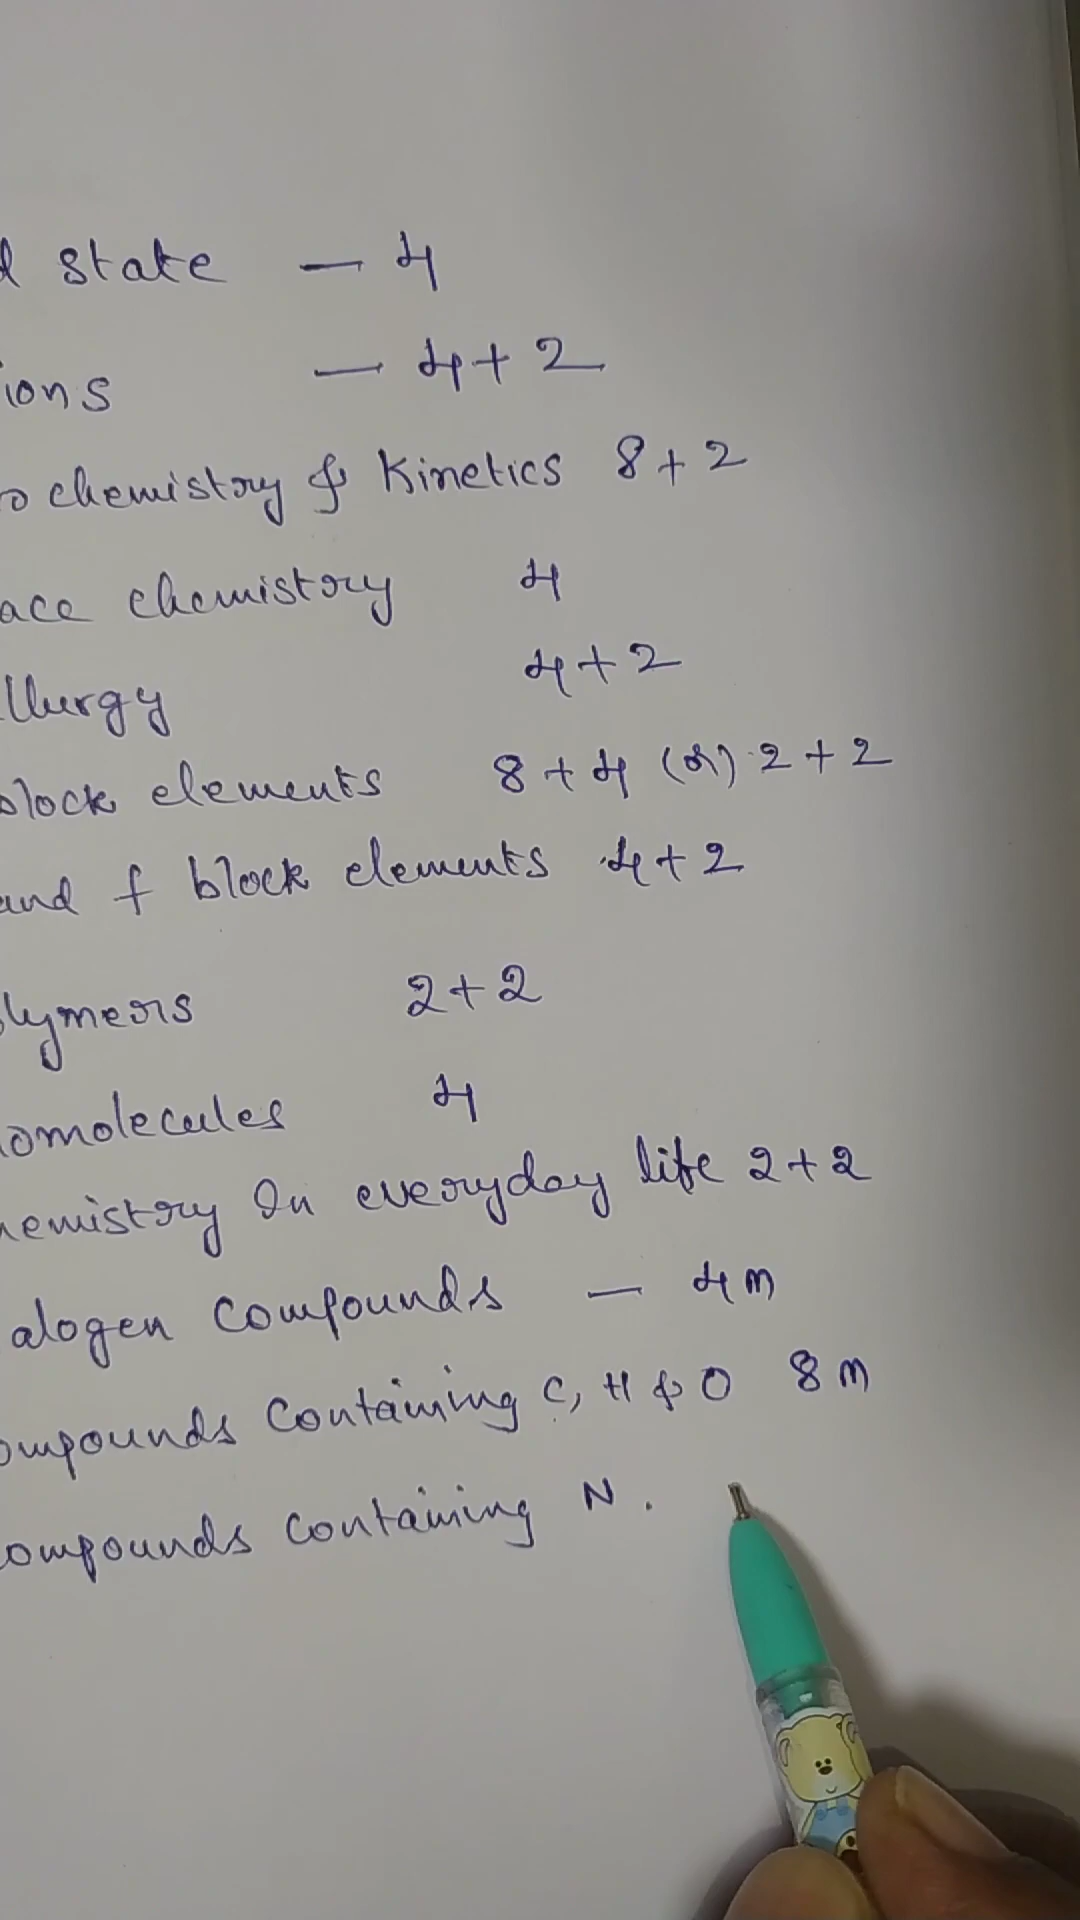 d state — 4
ions — 4+2
o chemistry & Kinetics 8+2
ace chemistry 4
llurgy 4+2
block elements 8+4 (or) 2+2
and f block elements 4+2
lymers 2+2
omolecules 4
hemistry In everyday life 2+2
alogen Compounds — 4m
ompounds Containing C, H & O 8m
ompounds containing N.